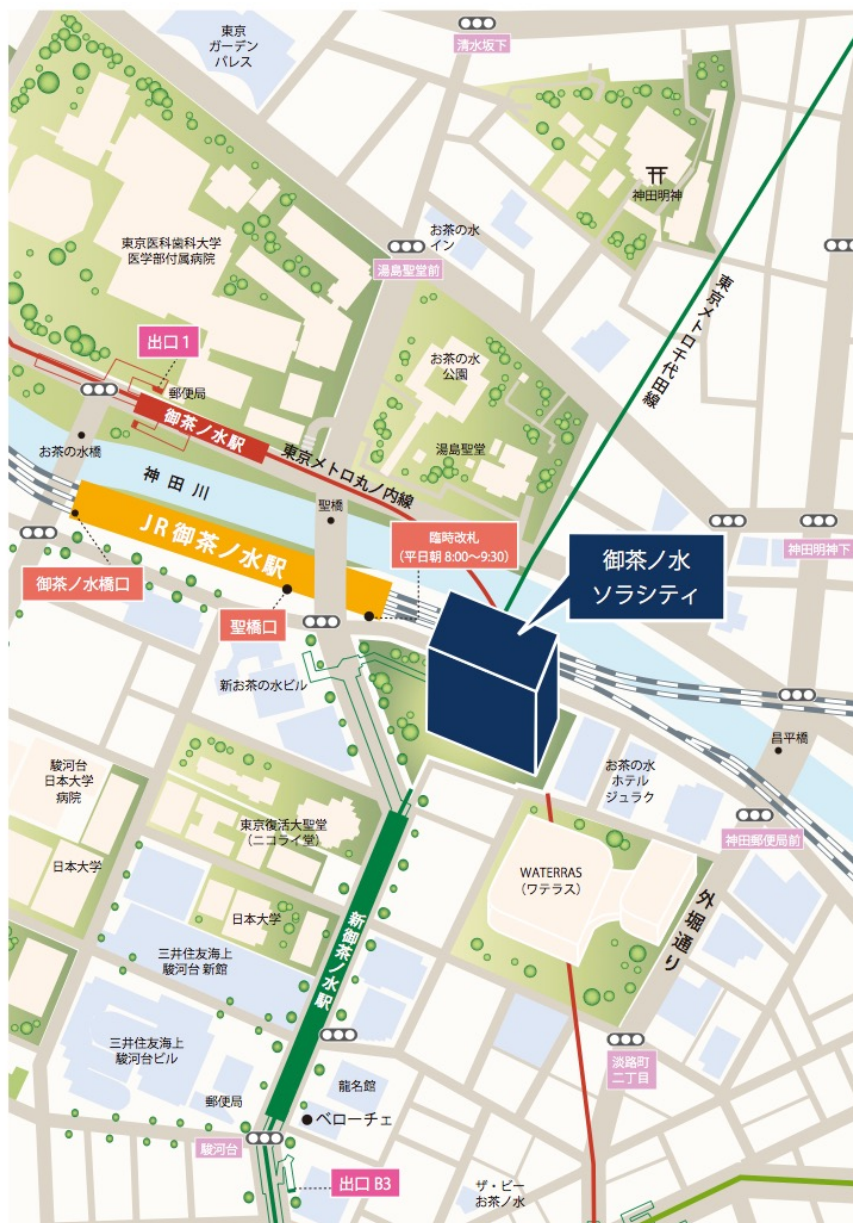 東京
ガーデン
パレス
清水坂下
神田明神
お茶の水
イン
東京医科歯科大学
医学部付属病院
湯島聖堂前
東京メトロ千代田線
出口1
郵便局
お茶の水
公園
御茶ノ水駅
お茶の水橋
東京メトロ丸ノ内線
湯島聖堂
神田川
聖橋
JR御茶ノ水駅
臨時改札
(平日朝 8:00〜9:30)
御茶ノ水
ソラシティ
神田明神下
御茶ノ水橋口
聖橋口
新お茶の水ビル
昌平橋
駿河台
日本大学
病院
お茶の水
ホテル
ジュラク
東京復活大聖堂
(ニコライ堂)
神田郵便局前
日本大学
WATERRAS
(ワテラス)
外堀通り
日本大学
新御茶ノ水駅
三井住友海上
駿河台 新館
三井住友海上
駿河台ビル
淡路町
二丁目
龍名館
郵便局
ベローチェ
駿河台
出口 B3
ザ・ビー
お茶ノ水